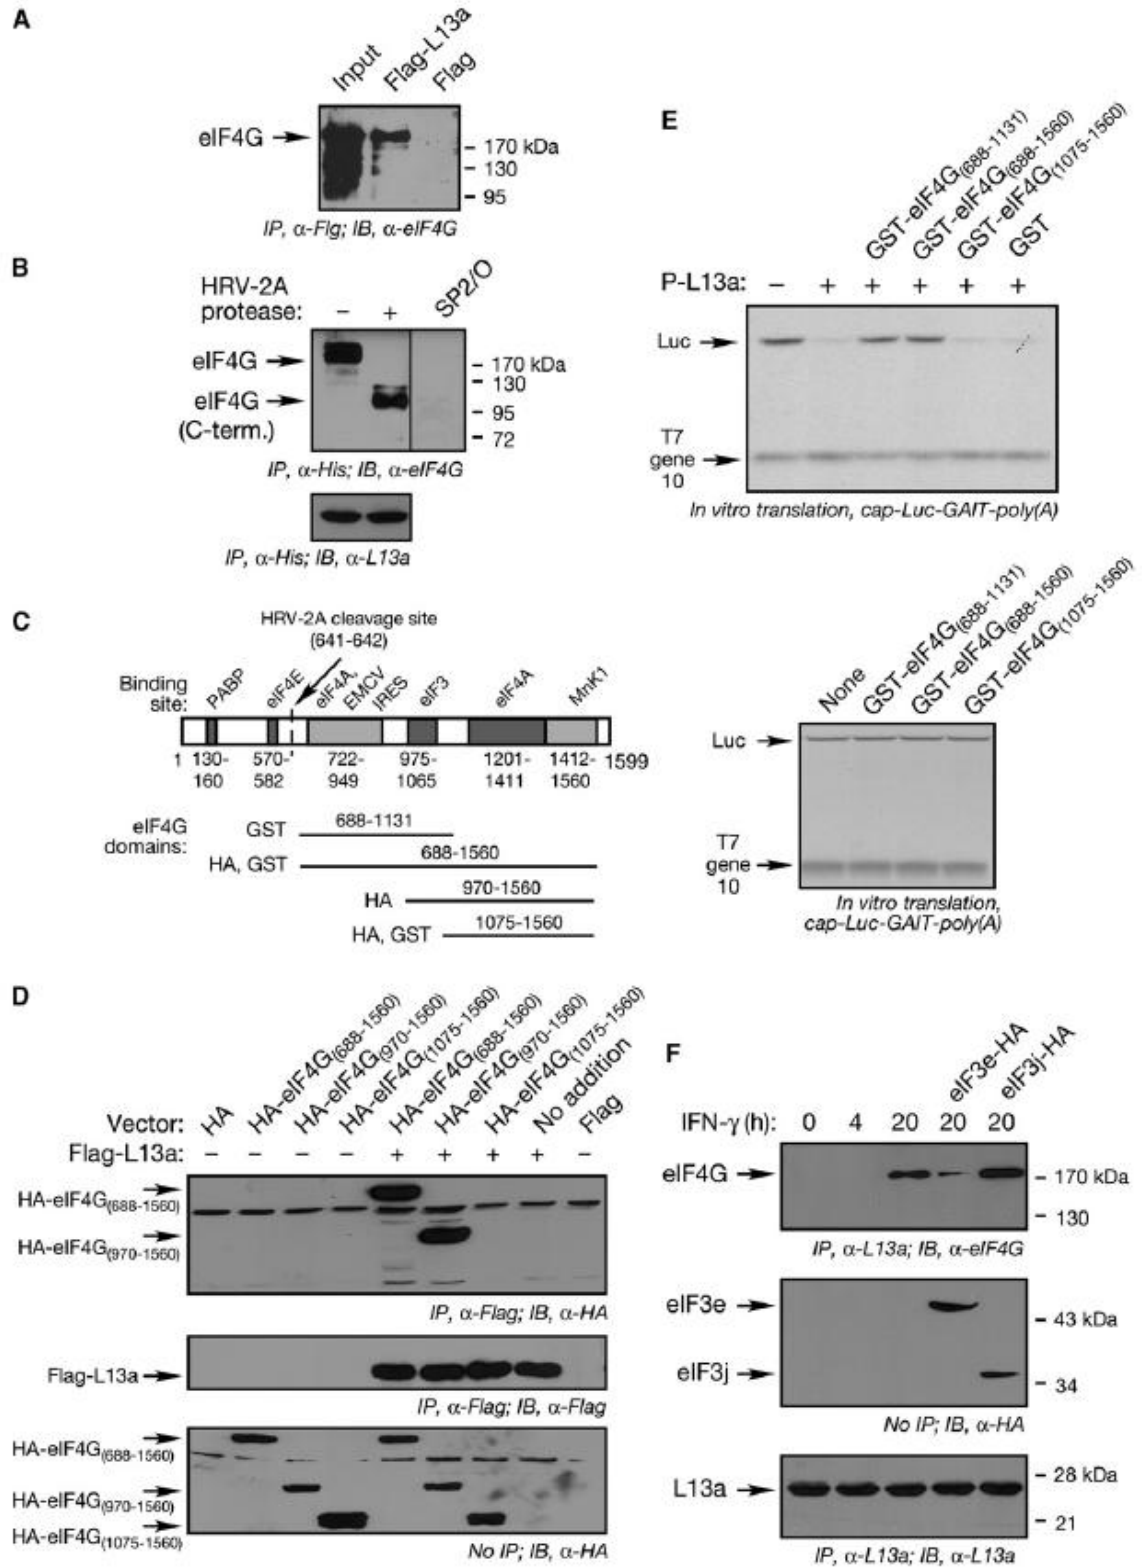 A
Input
Flag-L13a
Flag
eIF4G
170 kDa
130
95
IP, α-Flg; IB, α-eIF4G
B
HRV-2A
protease:
−
+
SP2/O
eIF4G
eIF4G
(C-term.)
170 kDa
130
95
72
IP, α-His; IB, α-eIF4G
IP, α-His; IB, α-L13a
C
HRV-2A cleavage site
(641-642)
Binding
site:
PABP
eIF4E
eIF4A,
EMCV
IRES
eIF3
eIF4A
MnK1
1 130-160 570-582 722-949 975-1065 1201-1411 1412-1560 1599
eIF4G
domains:
GST 688-1131
HA, GST 688-1560
HA 970-1560
HA, GST 1075-1560
D
Vector:
HA
HA-eIF4G(688-1560)
HA-eIF4G(970-1560)
HA-eIF4G(1075-1560)
HA-eIF4G(688-1560)
HA-eIF4G(970-1560)
HA-eIF4G(1075-1560)
No addition
Flag
Flag-L13a: − − − − + + + + −
HA-eIF4G(688-1560)
HA-eIF4G(970-1560)
IP, α-Flag; IB, α-HA
Flag-L13a
IP, α-Flag; IB, α-Flag
HA-eIF4G(688-1560)
HA-eIF4G(970-1560)
HA-eIF4G(1075-1560)
No IP; IB, α-HA
E
GST-eIF4G(688-1131)
GST-eIF4G(688-1560)
GST-eIF4G(1075-1560)
GST
P-L13a: − + + + + +
Luc
T7
gene
10
In vitro translation, cap-Luc-GAIT-poly(A)
None
GST-eIF4G(688-1131)
GST-eIF4G(688-1560)
GST-eIF4G(1075-1560)
Luc
T7
gene
10
In vitro translation,
cap-Luc-GAIT-poly(A)
F
eIF3e-HA
eIF3j-HA
IFN-γ (h): 0 4 20 20 20
eIF4G
170 kDa
130
IP, α-L13a; IB, α-eIF4G
eIF3e
43 kDa
eIF3j
34
No IP; IB, α-HA
L13a
28 kDa
21
IP, α-L13a; IB, α-L13a